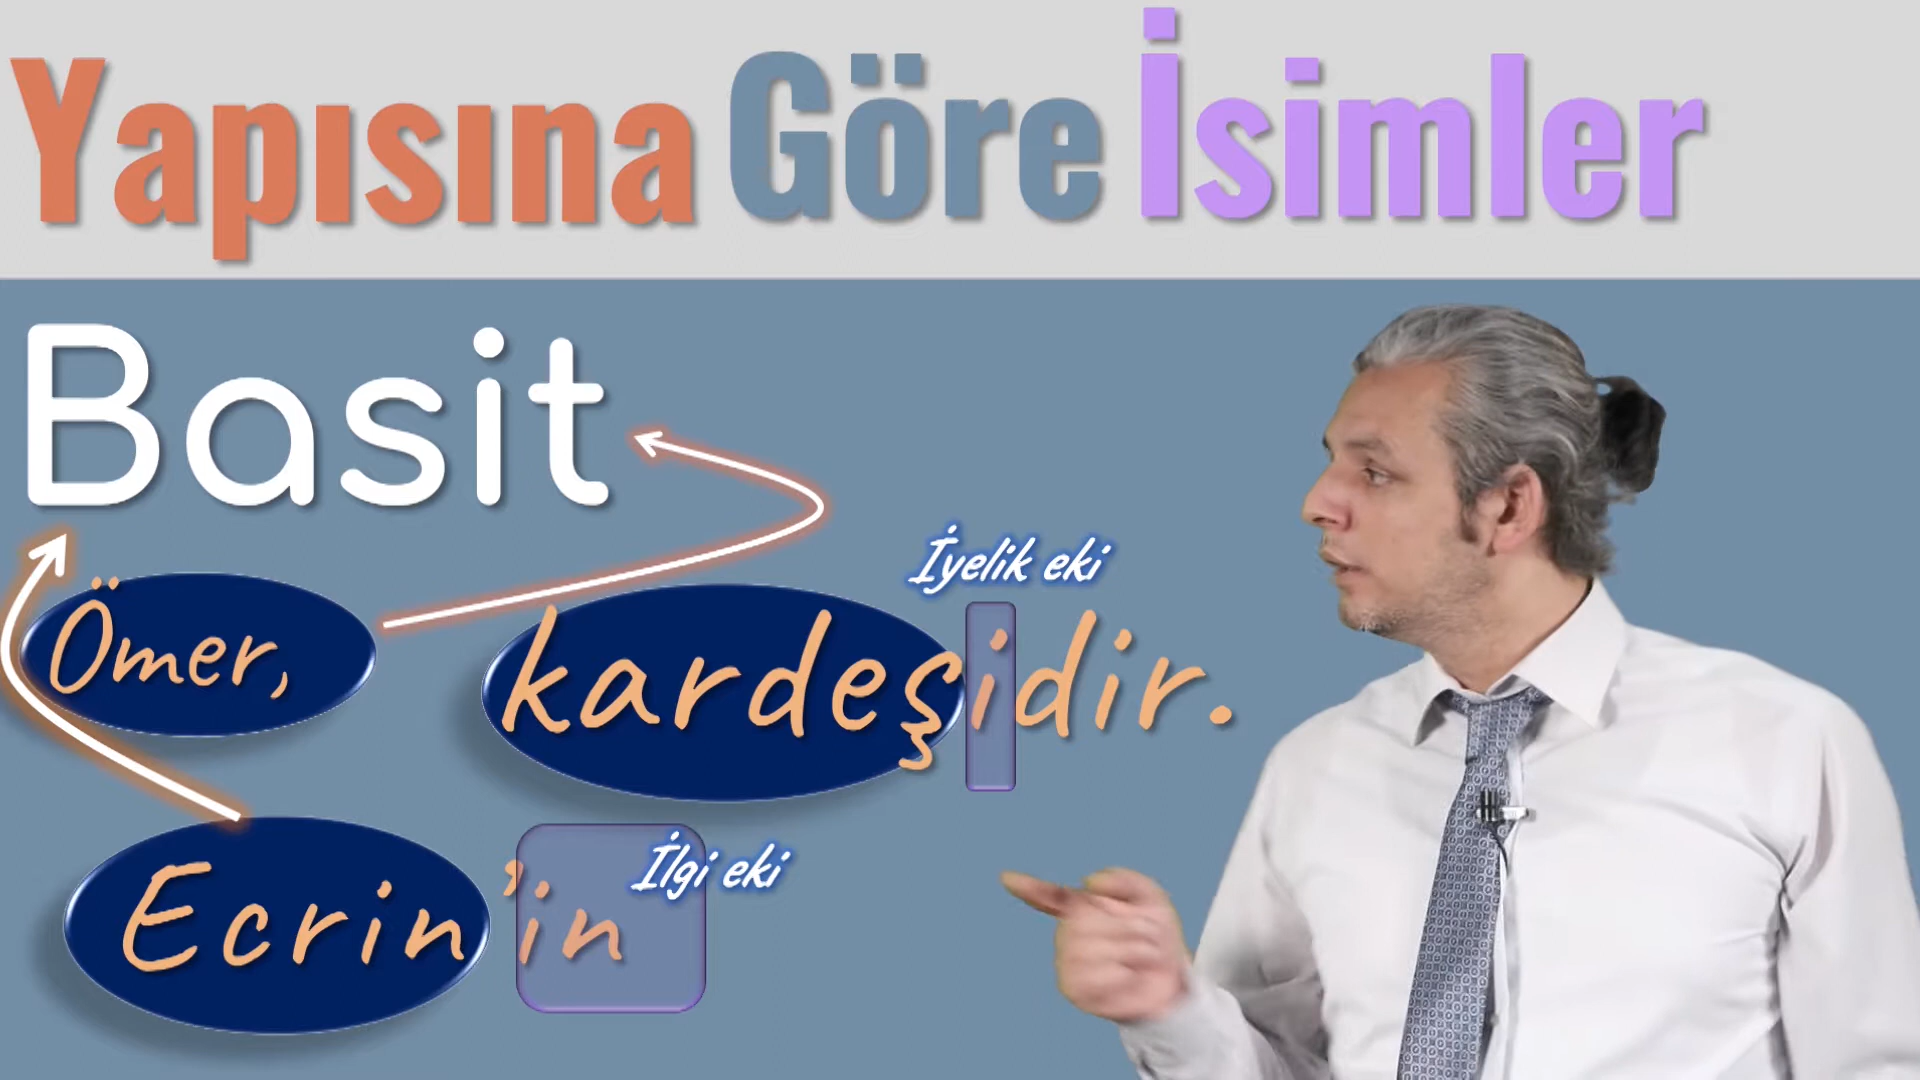 Yapısına Göre İsimler
Basit
İyelik eki
Ömer, kardeşidir.
İlgi eki
Ecrin'in